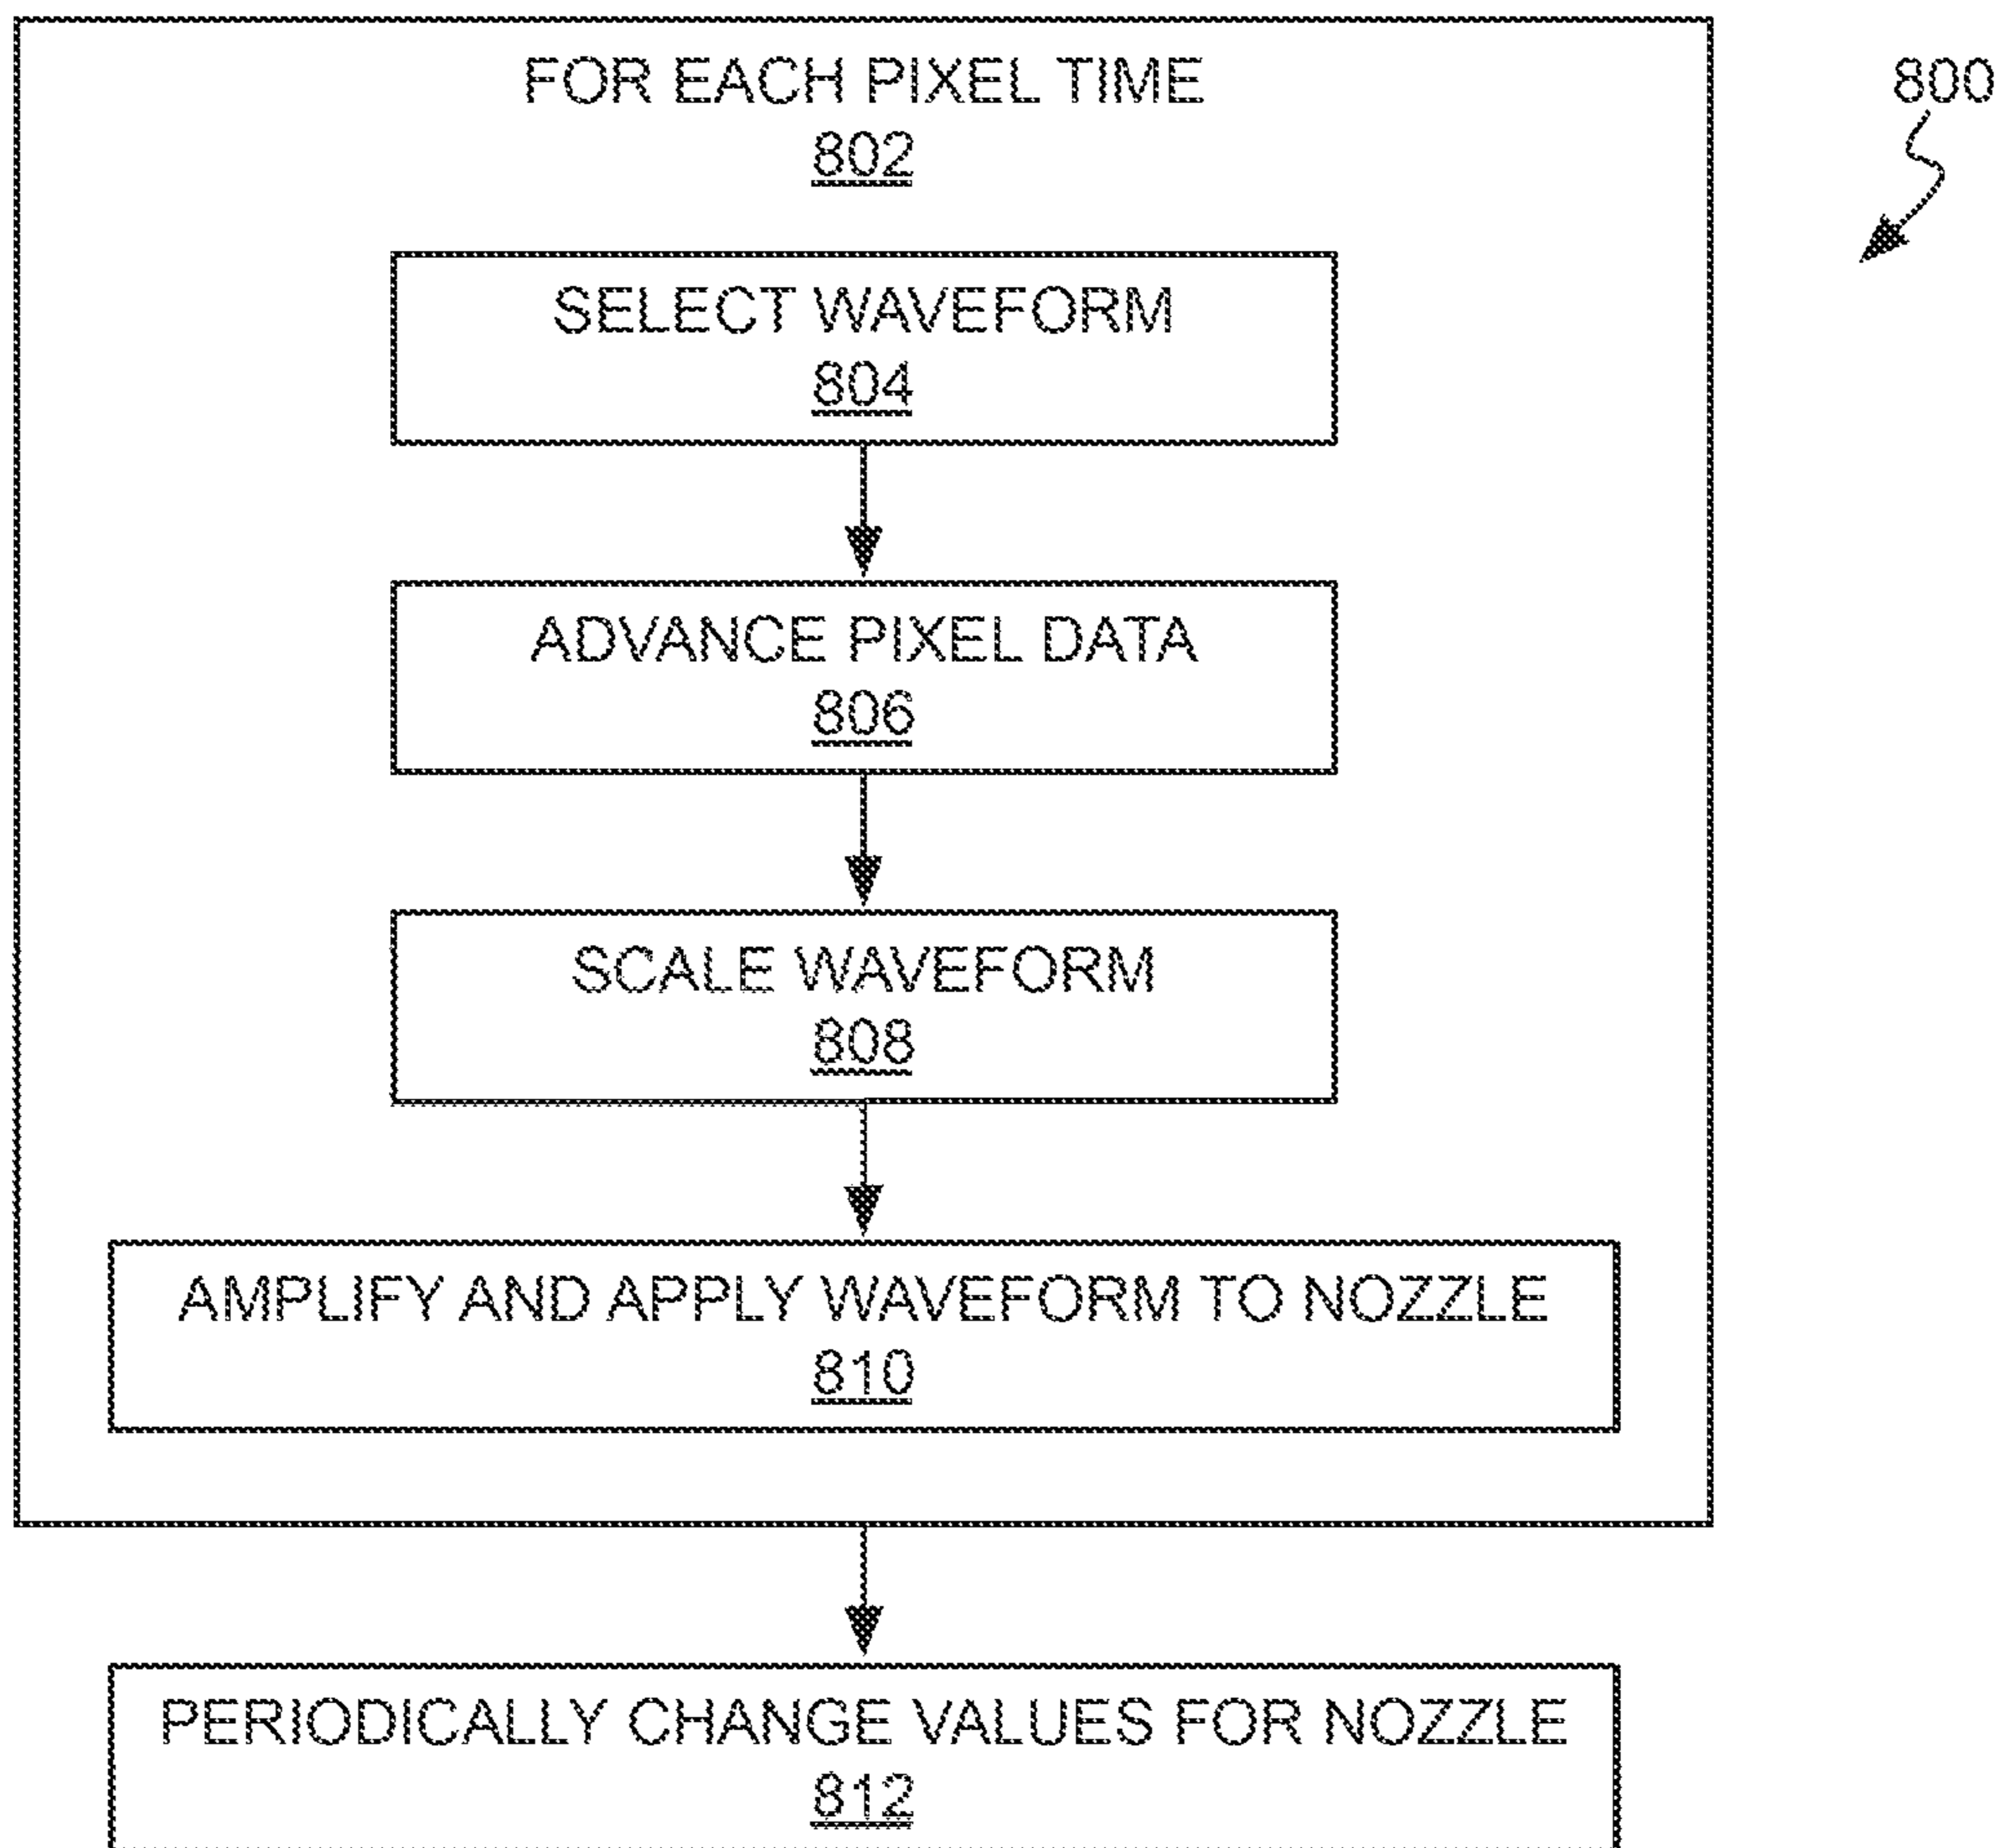 FOR EACH PIXEL TIME
802
800
SELECT WAVEFORM
804
ADVANCE PIXEL DATA
806
SCALE WAVEFORM
808
AMPLIFY AND APPLY WAVEFORM TO NOZZLE
810
PERIODICALLY CHANGE VALUES FOR NOZZLE
812